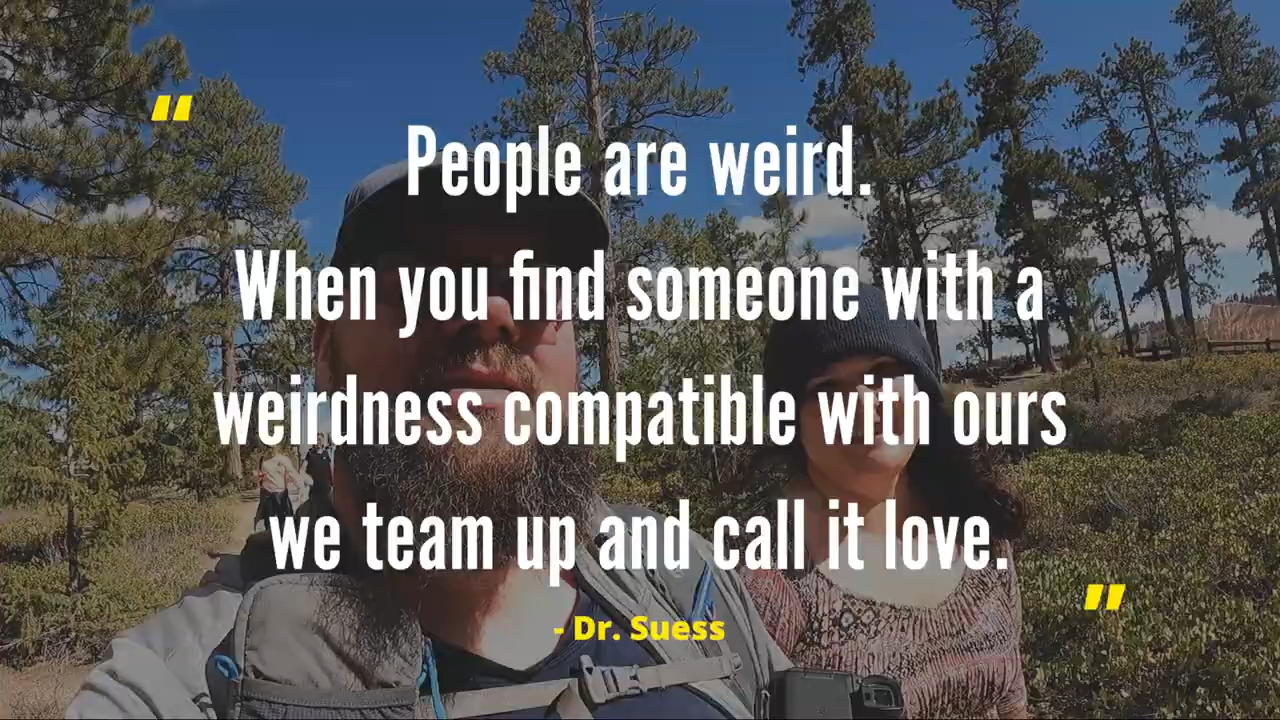 "
People are weird.
When you find someone with a
weirdness compatible with ours
we team up and call it love.
"
- Dr. Suess